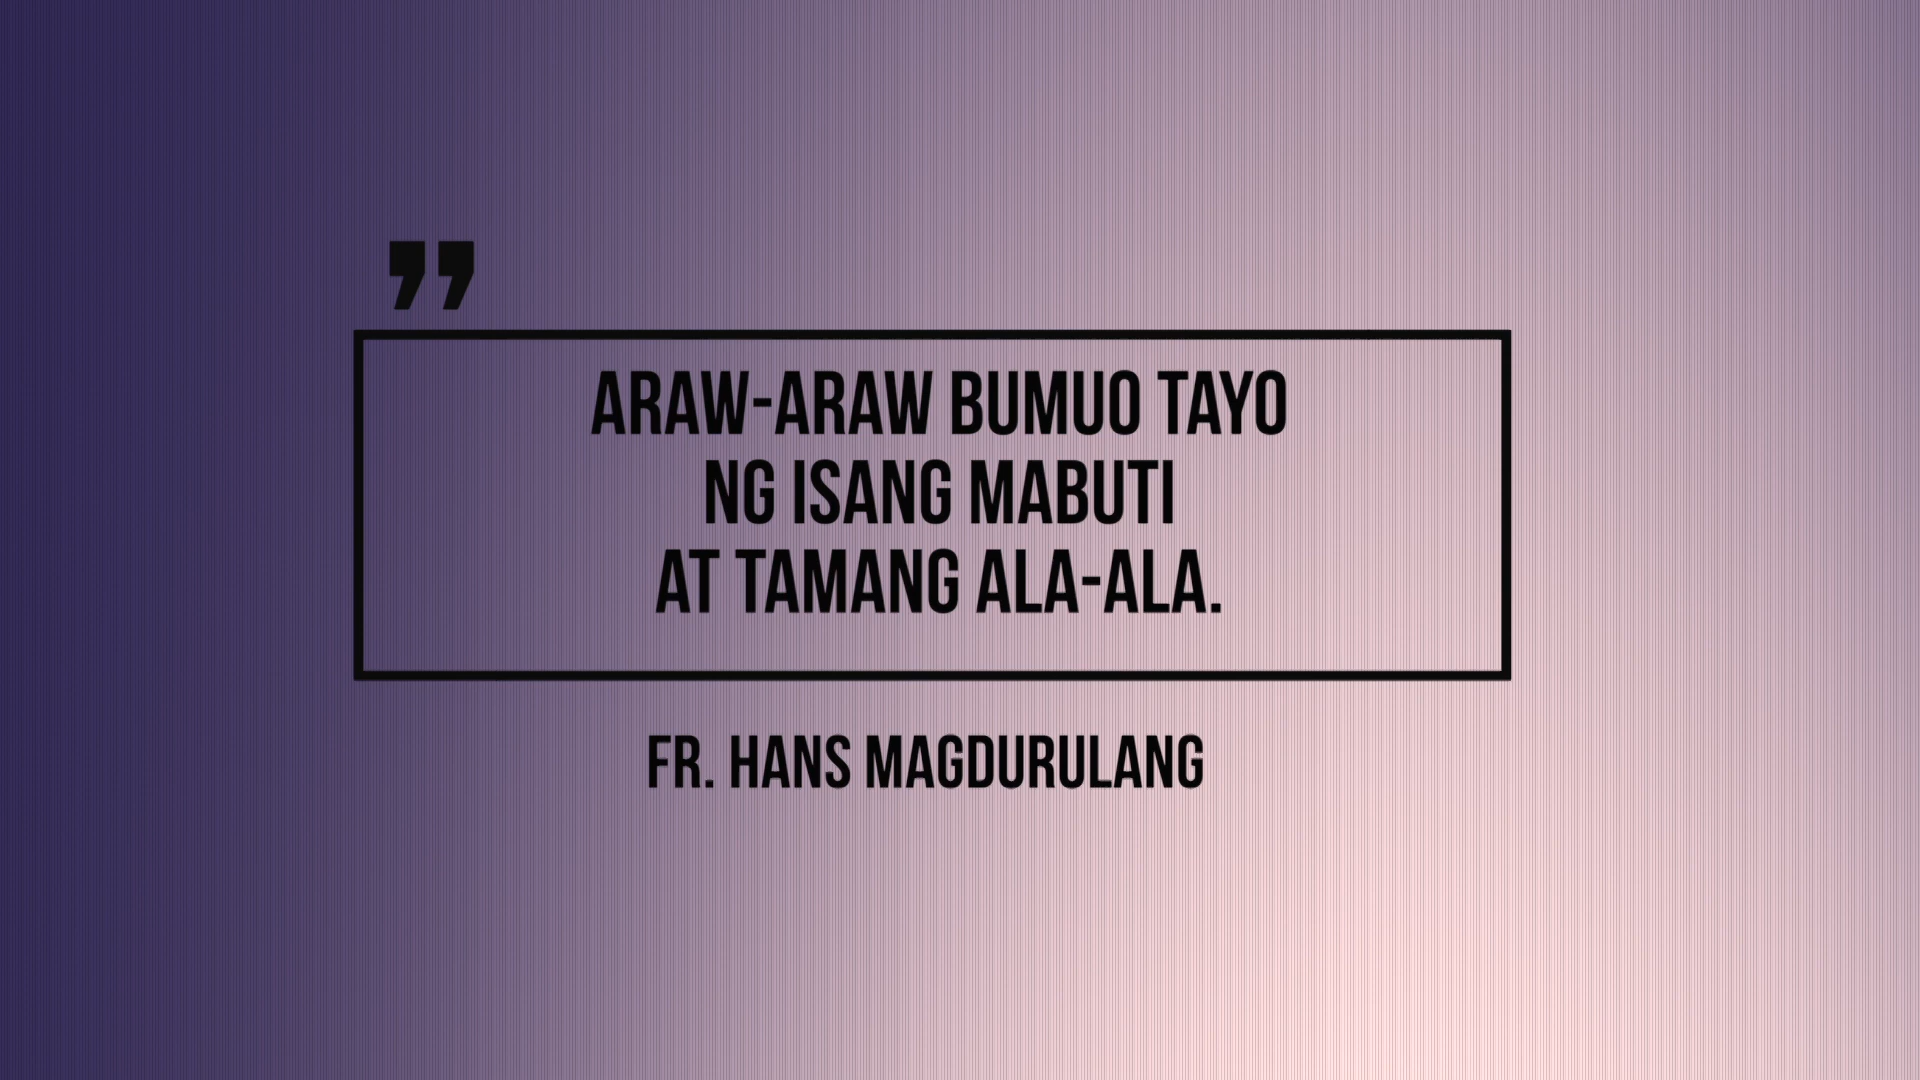 ”
ARAW-ARAW BUMUO TAYO
NG ISANG MABUTI
AT TAMANG ALA-ALA.
FR. HANS MAGDURULANG